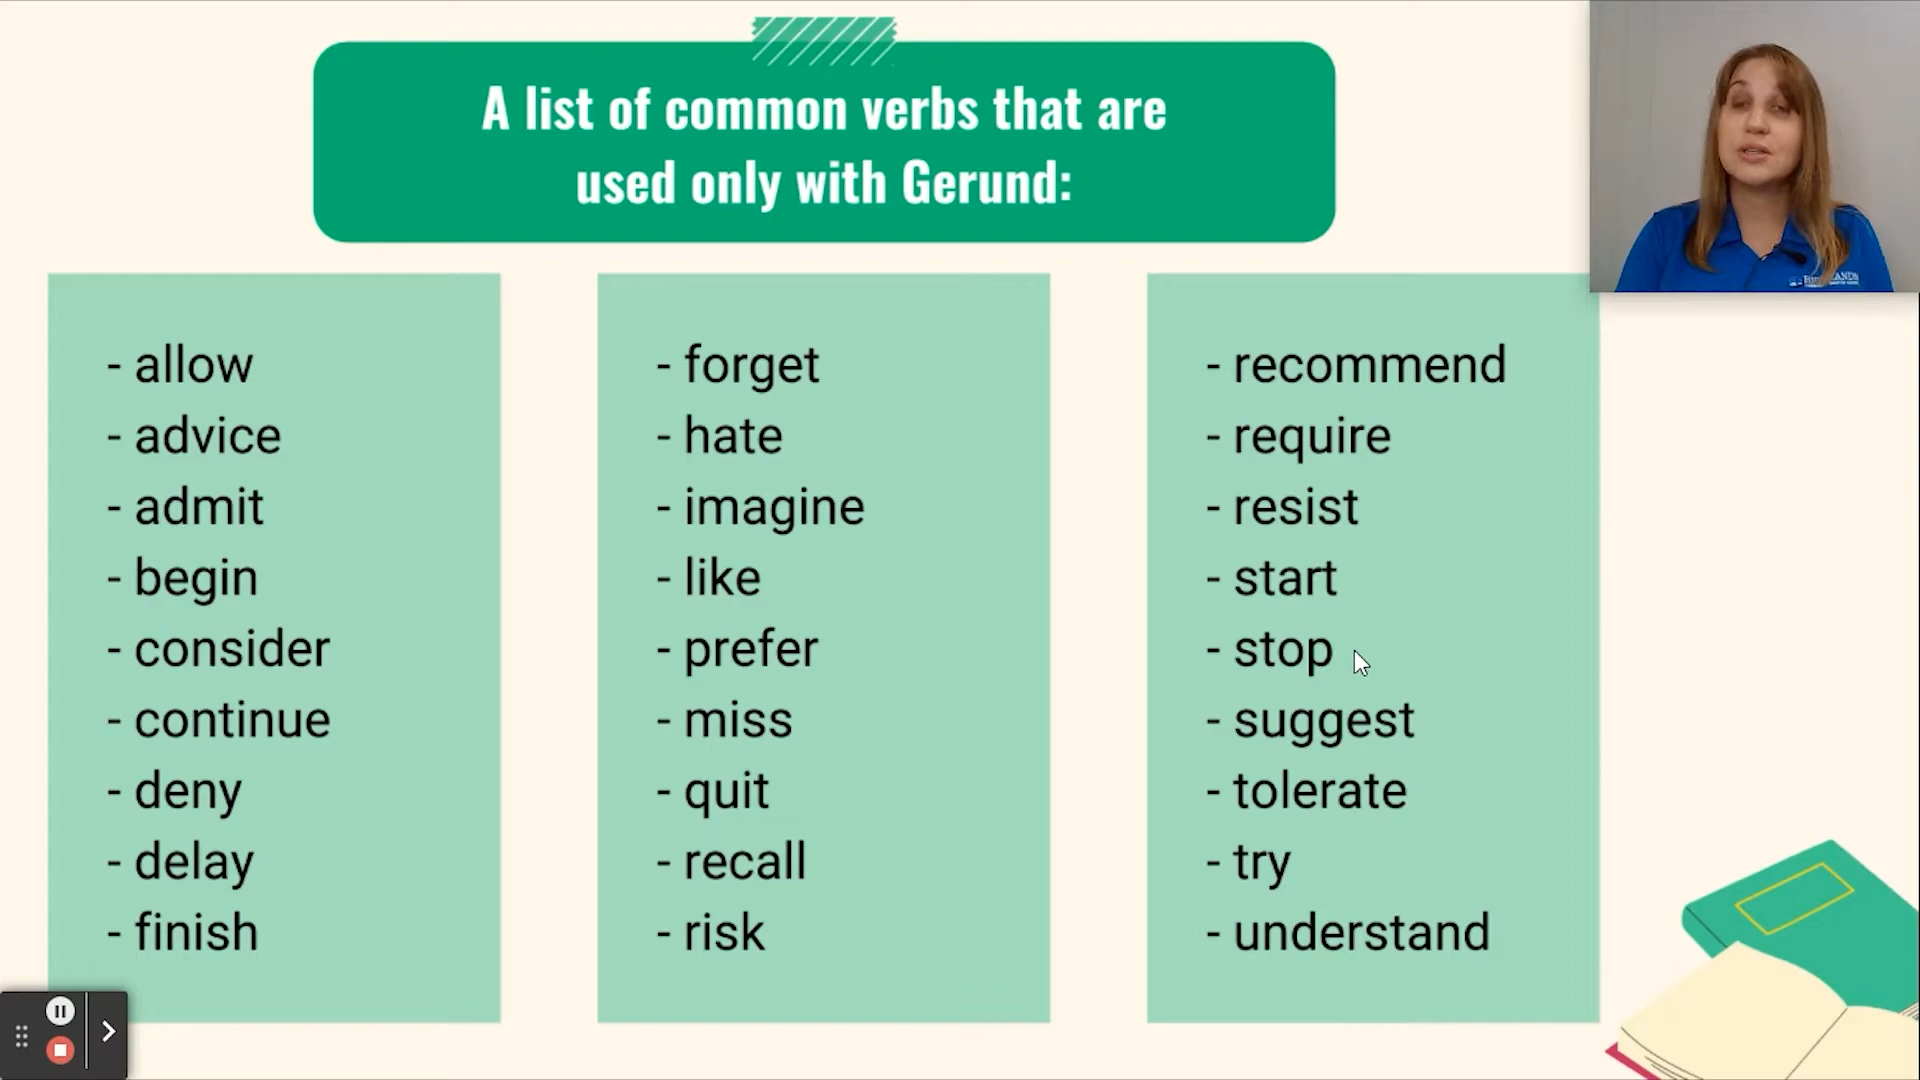 A list of common verbs that are
used only with Gerund:
- allow
- advice
- admit
- begin
- consider
- continue
- deny
- delay
- finish
- forget
- hate
- imagine
- like
- prefer
- miss
- quit
- recall
- risk
- recommend
- require
- resist
- start
- stop
- suggest
- tolerate
- try
- understand